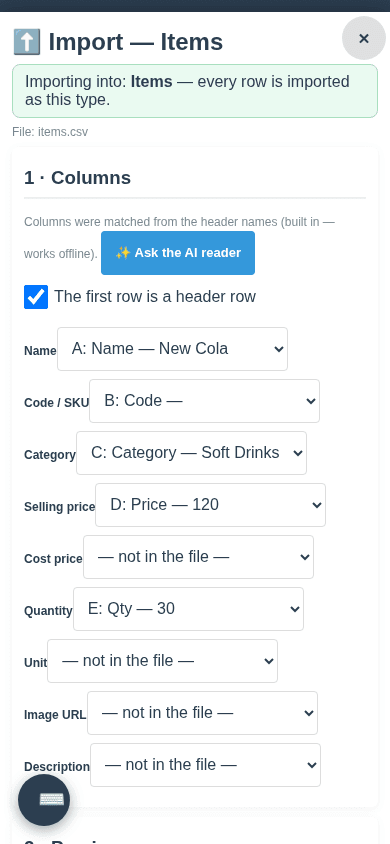 ⬆️ Import — Items
✕
Importing into: Items — every row is imported
as this type.
File: items.csv
1 · Columns
Columns were matched from the header names (built in —
works offline). ✨ Ask the AI reader
The first row is a header row
Name A: Name — New Cola
Code / SKU B: Code —
Category C: Category — Soft Drinks
Selling price D: Price — 120
Cost price — not in the file —
Quantity E: Qty — 30
Unit — not in the file —
Image URL — not in the file —
Description — not in the file —